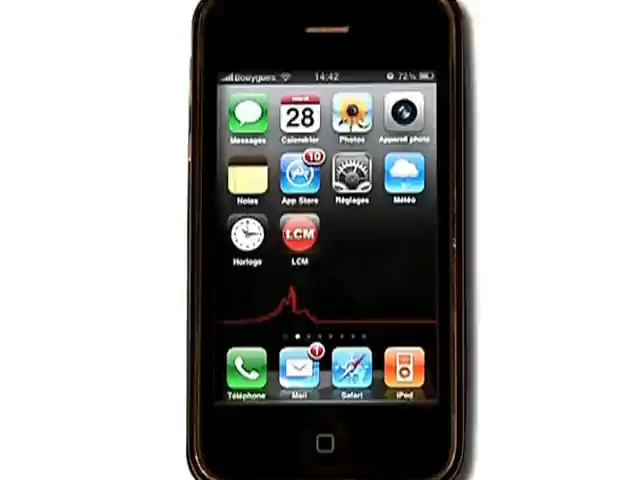 Bouygues 14:42 72%
28
Messages Calendrier Photos Appareil photo
10
Notes App Store Réglages Météo
LCM
Horloge LCM
1
Téléphone Mail Safari iPod